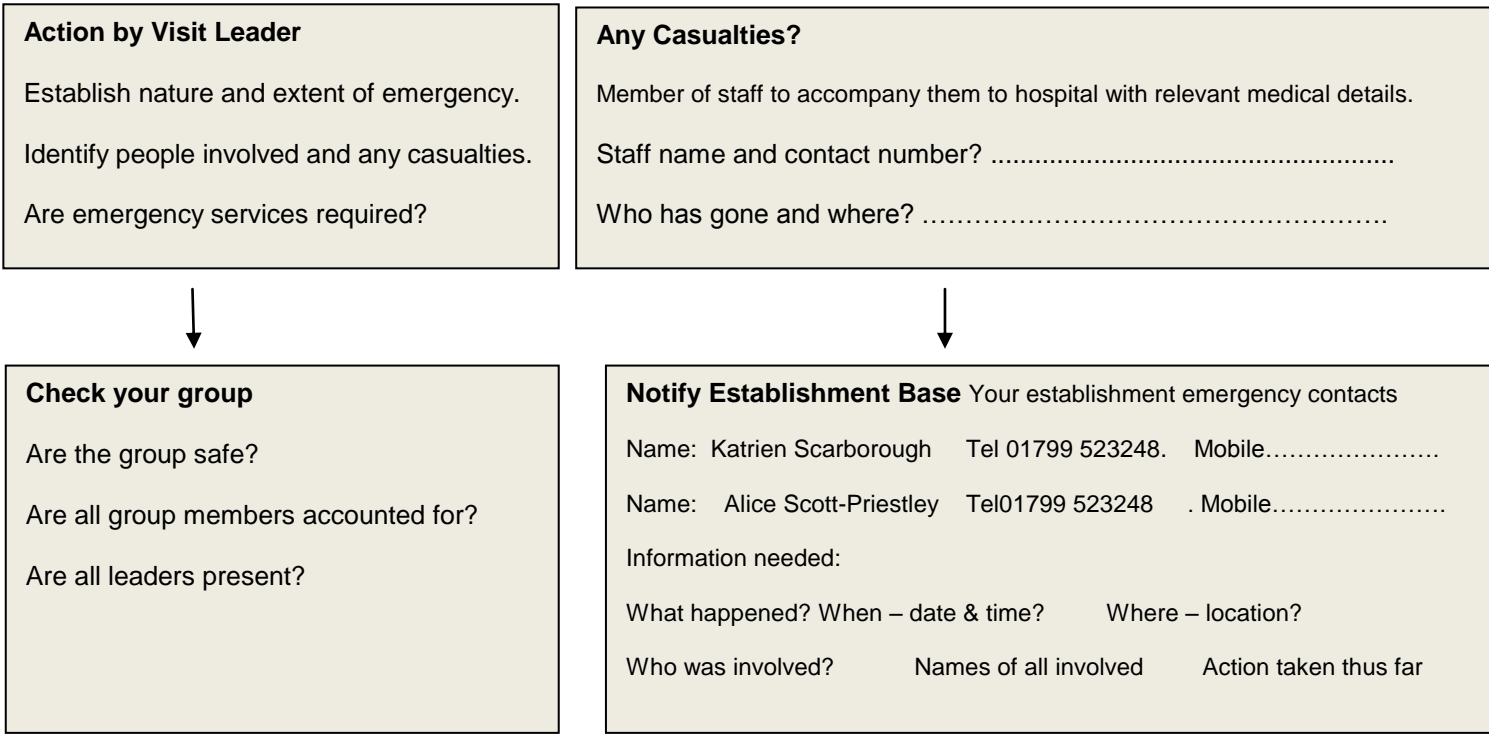 Action by Visit Leader
Establish nature and extent of emergency.
Identify people involved and any casualties.
Are emergency services required?
Any Casualties?
Member of staff to accompany them to hospital with relevant medical details.
Staff name and contact number? ......................................................
Who has gone and where? ……………………………………………………….
Check your group
Are the group safe?
Are all group members accounted for?
Are all leaders present?
Notify Establishment Base Your establishment emergency contacts
Name: Katrien Scarborough Tel 01799 523248. Mobile………………….
Name: Alice Scott-Priestley Tel01799 523248 . Mobile………………….
Information needed:
What happened? When – date & time? Where – location?
Who was involved? Names of all involved Action taken thus far